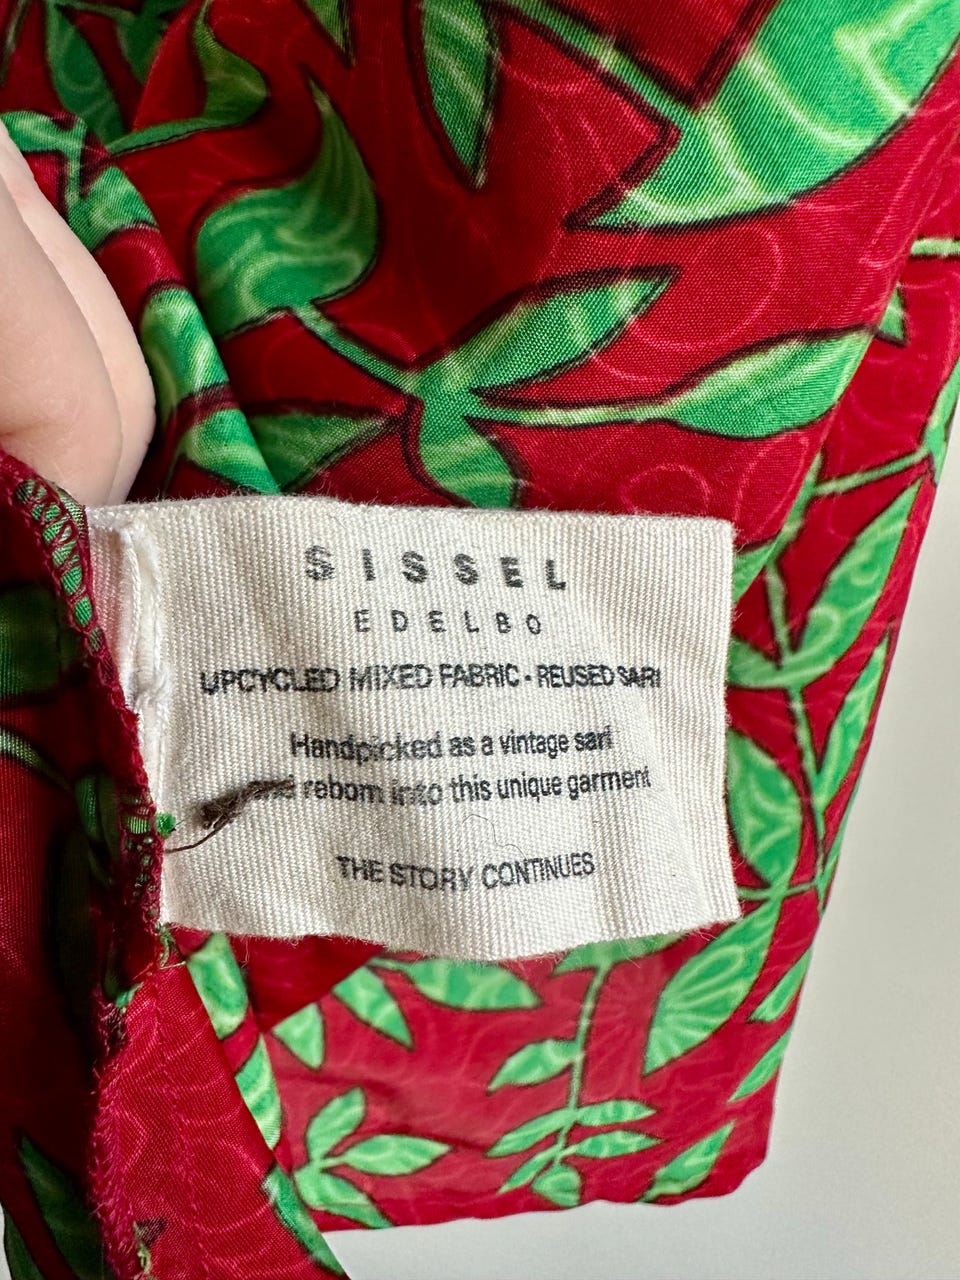 SISSEL
EDELBO
UPCYCLED MIXED FABRIC • REUSED SARI
Handpicked as a vintage sari
and reborn into this unique garment
THE STORY CONTINUES